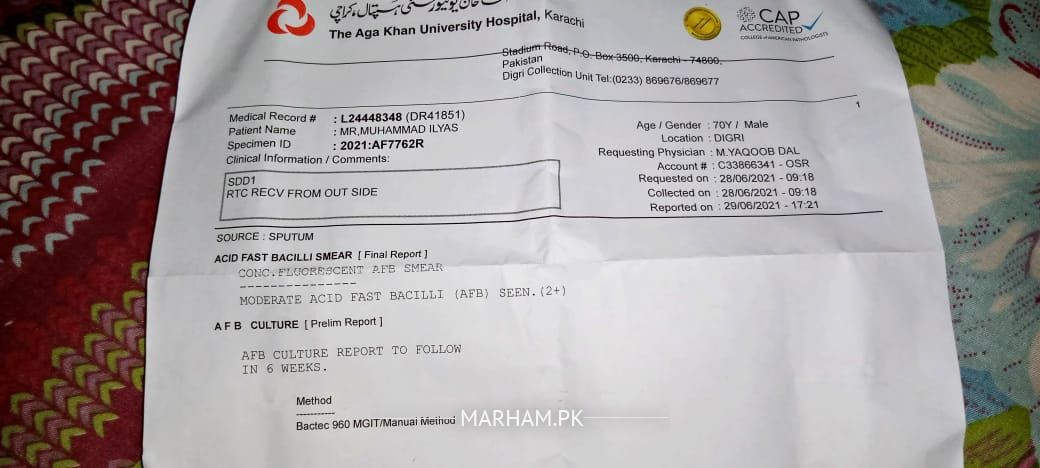 ہسپتال، کراچی
The Aga Khan University Hospital, Karachi
CAP
ACCREDITED
COLLEGE of AMERICAN PATHOLOGISTS
Stadium Road, P.O. Box 3500, Karachi - 74800,
Pakistan
Digri Collection Unit Tel:(0233) 869676/869677
1
Medical Record # : L24448348 (DR41851)
Patient Name : MR,MUHAMMAD ILYAS
Specimen ID : 2021:AF7762R
Clinical Information / Comments:
SDD1
RTC RECV FROM OUT SIDE
Age / Gender : 70Y / Male
Location : DIGRI
Requesting Physician : M.YAQOOB DAL
Account # : C33866341 - OSR
Requested on : 28/06/2021 - 09:18
Collected on : 28/06/2021 - 09:18
Reported on : 29/06/2021 - 17:21
SOURCE : SPUTUM
ACID FAST BACILLI SMEAR [ Final Report ]
CONC.FLUORESCENT AFB SMEAR
---------------
MODERATE ACID FAST BACILLI (AFB) SEEN.(2+)
A F B CULTURE [ Prelim Report ]
AFB CULTURE REPORT TO FOLLOW
IN 6 WEEKS.
Method
-----------
Bactec 960 MGIT/Manual Method
MARHAM.PK